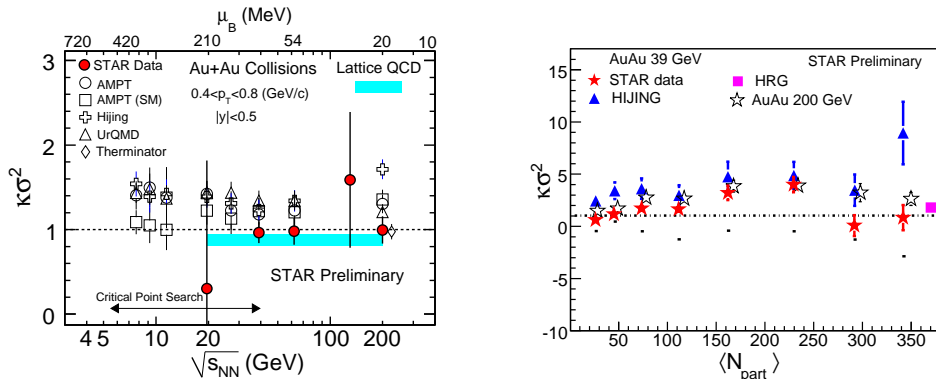 μB (MeV)
720 420 210 54 20 10
STAR Data
AMPT
AMPT (SM)
Hijing
UrQMD
Therminator
Au+Au Collisions
0.4<pT<0.8 (GeV/c)
|y|<0.5
Lattice QCD
STAR Preliminary
Critical Point Search
κσ²
3
2
1
0
4 5 10 20 30 100 200
√sNN (GeV)
AuAu 39 GeV
STAR Preliminary
STAR data
HIJING
HRG
AuAu 200 GeV
κσ²
15
10
5
0
-5
-10
50 100 150 200 250 300 350
⟨Npart⟩